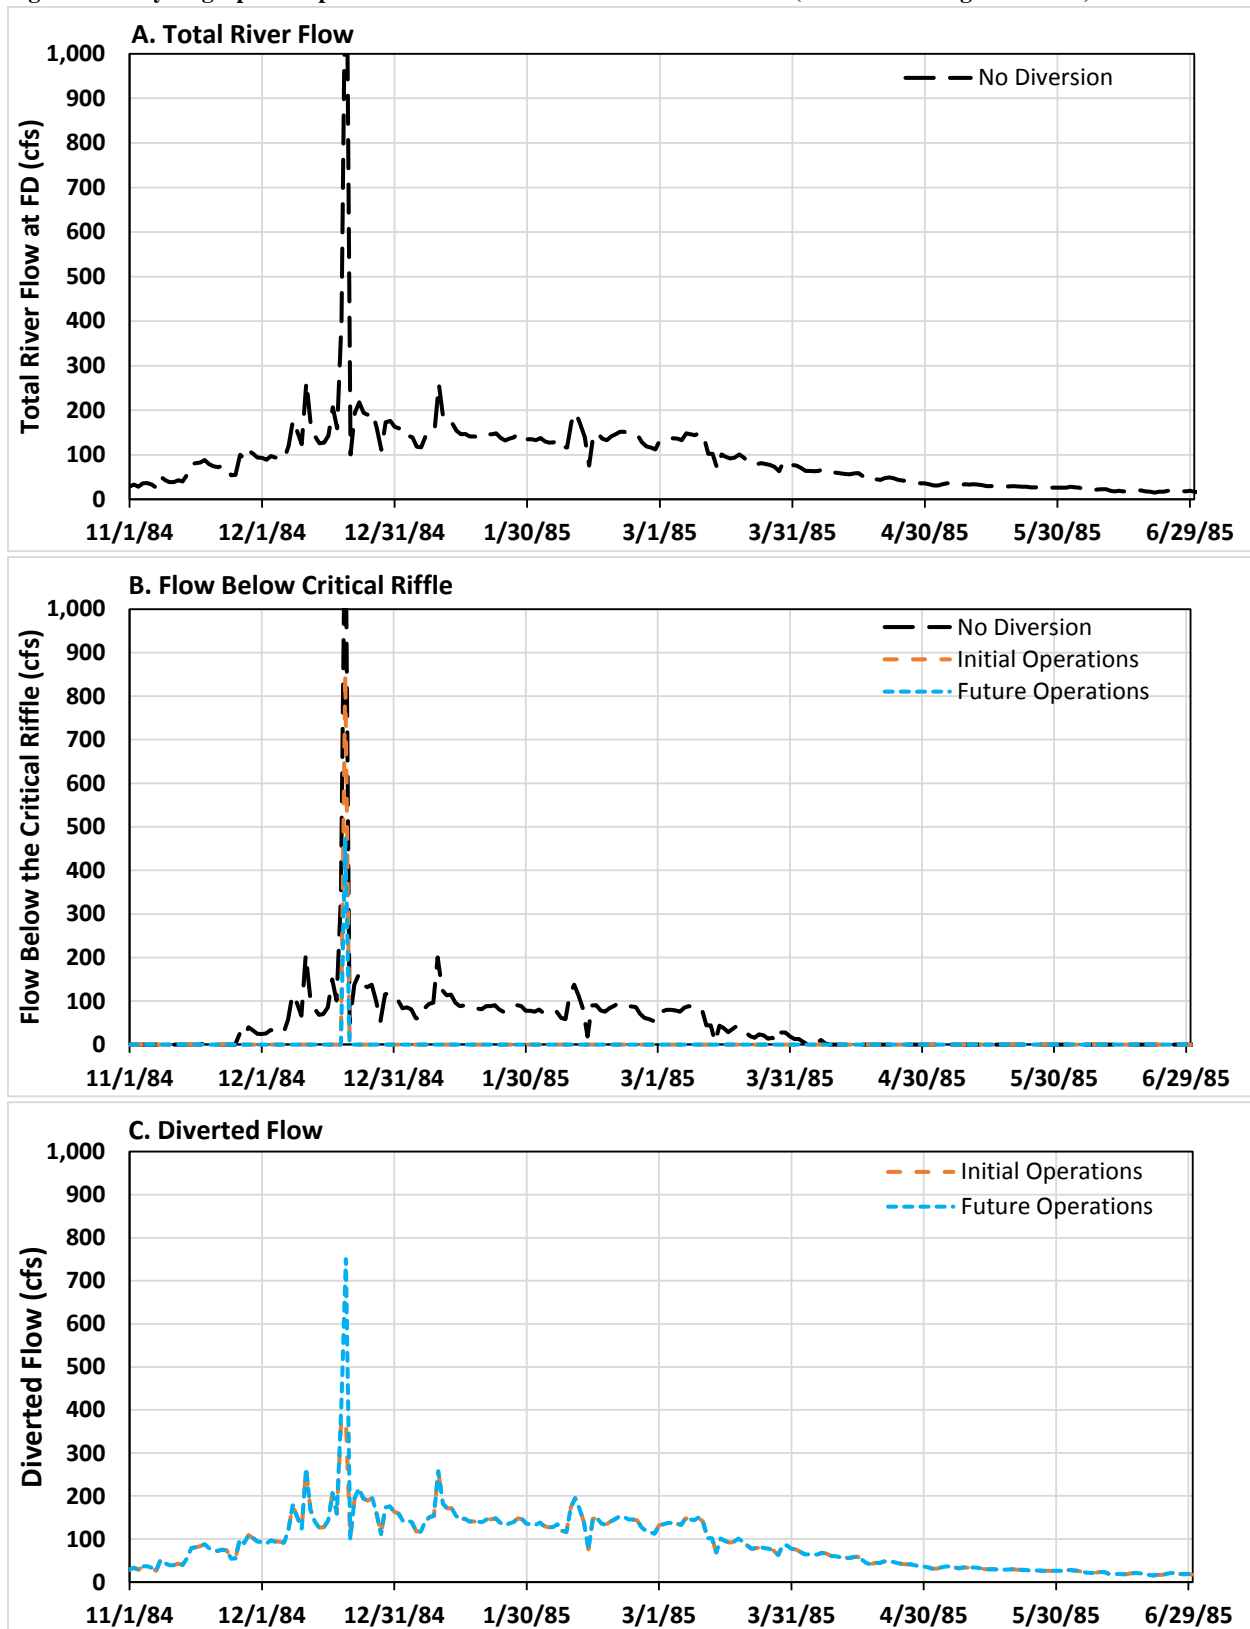 A. Total River Flow
No Diversion
Total River Flow at FD (cfs)
1,000
900
800
700
600
500
400
300
200
100
0
11/1/84 12/1/84 12/31/84 1/30/85 3/1/85 3/31/85 4/30/85 5/30/85 6/29/85
B. Flow Below Critical Riffle
No Diversion
Initial Operations
Future Operations
Flow Below the Critical Riffle (cfs)
1,000
900
800
700
600
500
400
300
200
100
0
11/1/84 12/1/84 12/31/84 1/30/85 3/1/85 3/31/85 4/30/85 5/30/85 6/29/85
C. Diverted Flow
Initial Operations
Future Operations
Diverted Flow (cfs)
1,000
900
800
700
600
500
400
300
200
100
0
11/1/84 12/1/84 12/31/84 1/30/85 3/1/85 3/31/85 4/30/85 5/30/85 6/29/85